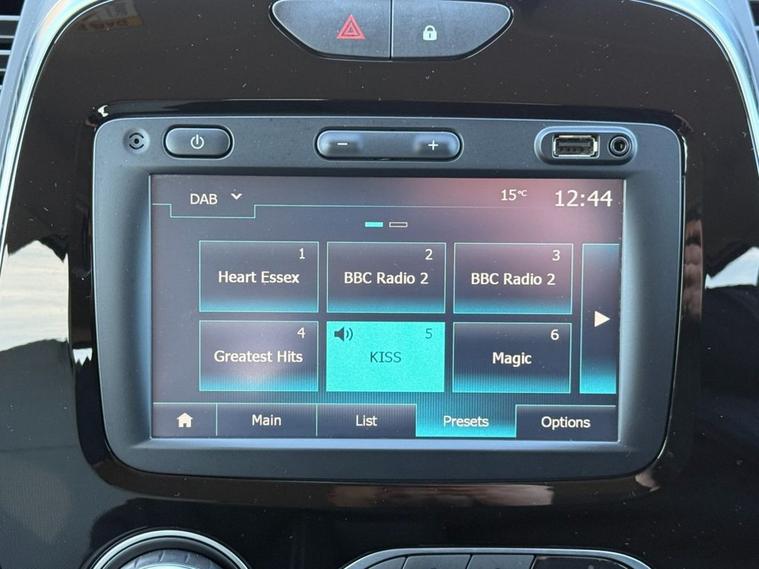 DAB
15°C
12:44
1
Heart Essex
2
BBC Radio 2
3
BBC Radio 2
4
Greatest Hits
5
KISS
6
Magic
Main
List
Presets
Options